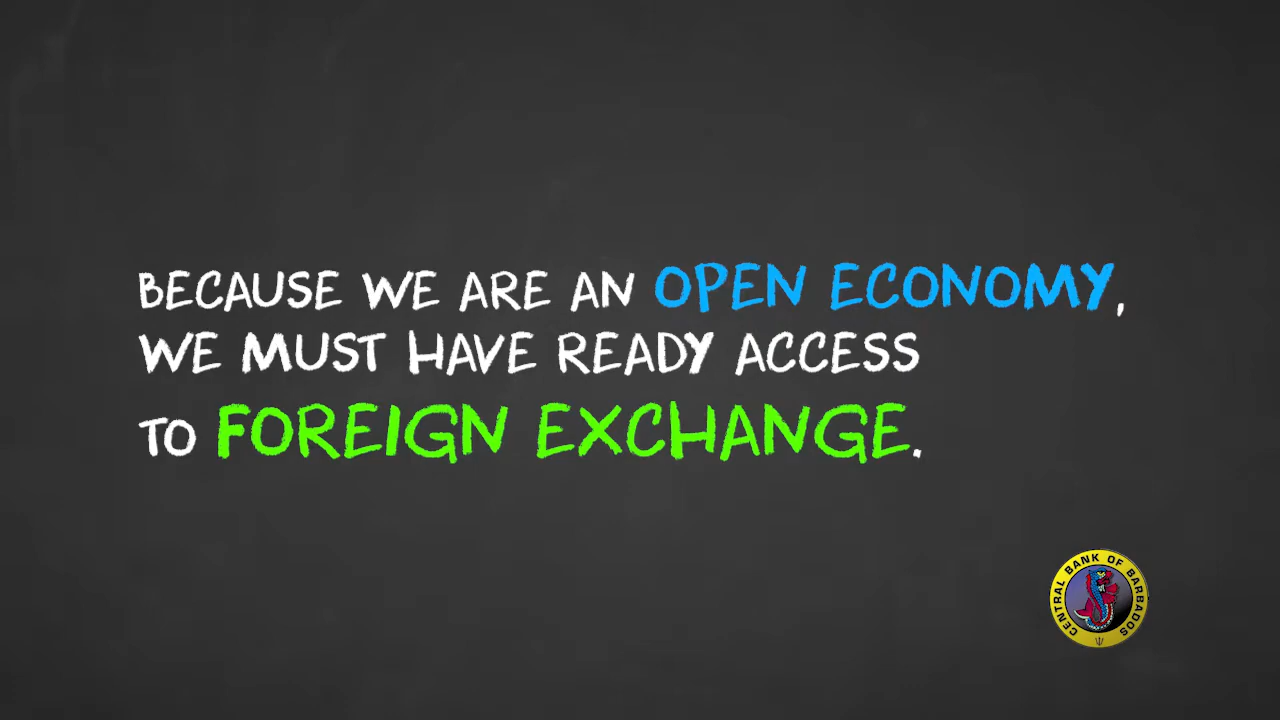 BECAUSE WE ARE AN OPEN ECONOMY,
WE MUST HAVE READY ACCESS
TO FOREIGN EXCHANGE.
CENTRAL BANK OF BARBADOS